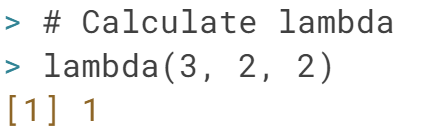 > # Calculate lambda
> lambda(3, 2, 2)
[1] 1